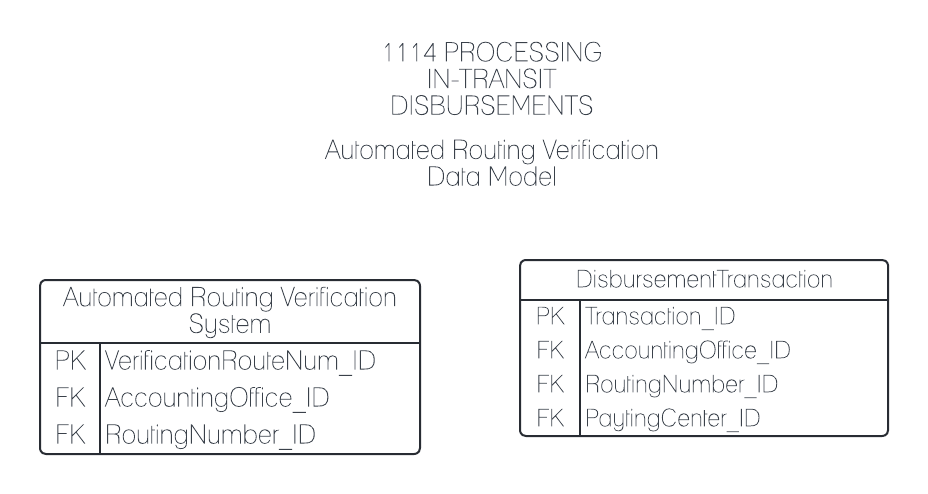 1114 PROCESSING
IN-TRANSIT
DISBURSEMENTS
Automated Routing Verification
Data Model
Automated Routing Verification
System
PK VerificationRouteNum_ID
FK AccountingOffice_ID
FK RoutingNumber_ID
DisbursementTransaction
PK Transaction_ID
FK AccountingOffice_ID
FK RoutingNumber_ID
FK PaytingCenter_ID